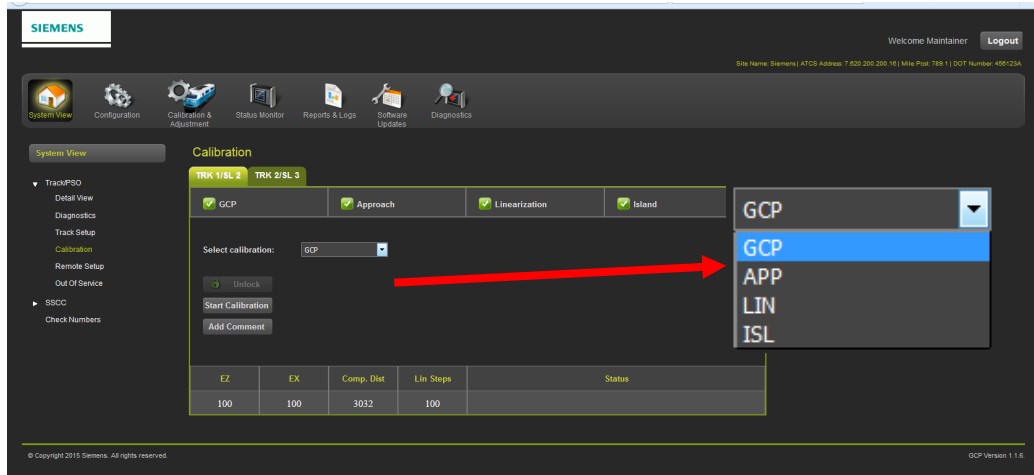 SIEMENS
Welcome Maintainer Logout
Site Name: Siemens | ATCS Address: 7.620.200.200.16 | Mile Post: 789.1 | DOT Number: 456123A
System View
Configuration
Calibration &
Adjustment
Status Monitor
Reports & Logs
Software
Updates
Diagnostics
System View
Track/PSO
Detail View
Diagnostics
Track Setup
Calibration
Remote Setup
Out Of Service
SSCC
Check Numbers
Calibration
TRK 1/SL 2 TRK 2/SL 3
GCP Approach Linearization Island
Select calibration: GCP
Unlock
Start Calibration
Add Comment
GCP
GCP
APP
LIN
ISL
EZ EX Comp. Dist Lin Steps Status
100 100 3032 100
© Copyright 2015 Siemens. All rights reserved.
GCP Version 1.1.6.